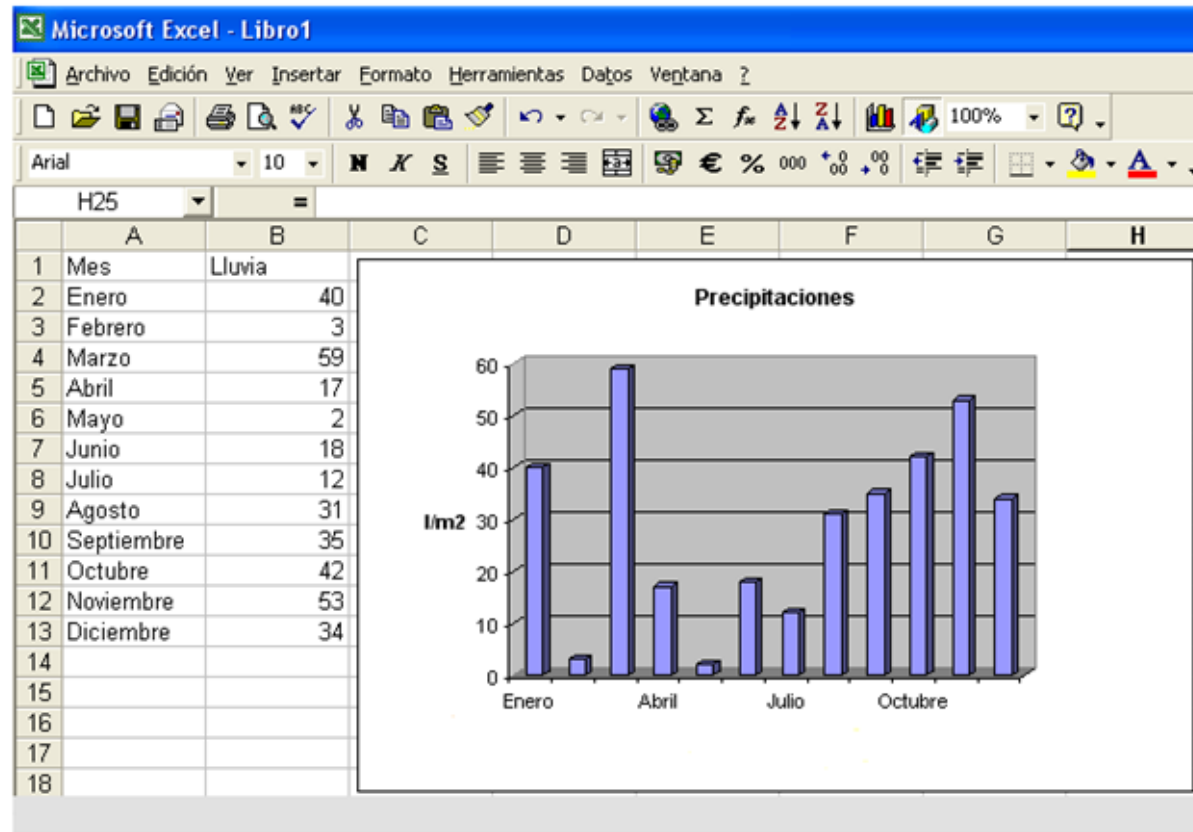 Microsoft Excel - Libro1
Archivo Edición Ver Insertar Formato Herramientas Datos Ventana ?
100%
Arial 10 N K S € % 000
H25 =
A B C D E F G H
1 Mes Lluvia
2 Enero 40
3 Febrero 3
4 Marzo 59
5 Abril 17
6 Mayo 2
7 Junio 18
8 Julio 12
9 Agosto 31
10 Septiembre 35
11 Octubre 42
12 Noviembre 53
13 Diciembre 34
14
15
16
17
18
Precipitaciones
60
50
40
l/m2 30
20
10
0
Enero Abril Julio Octubre